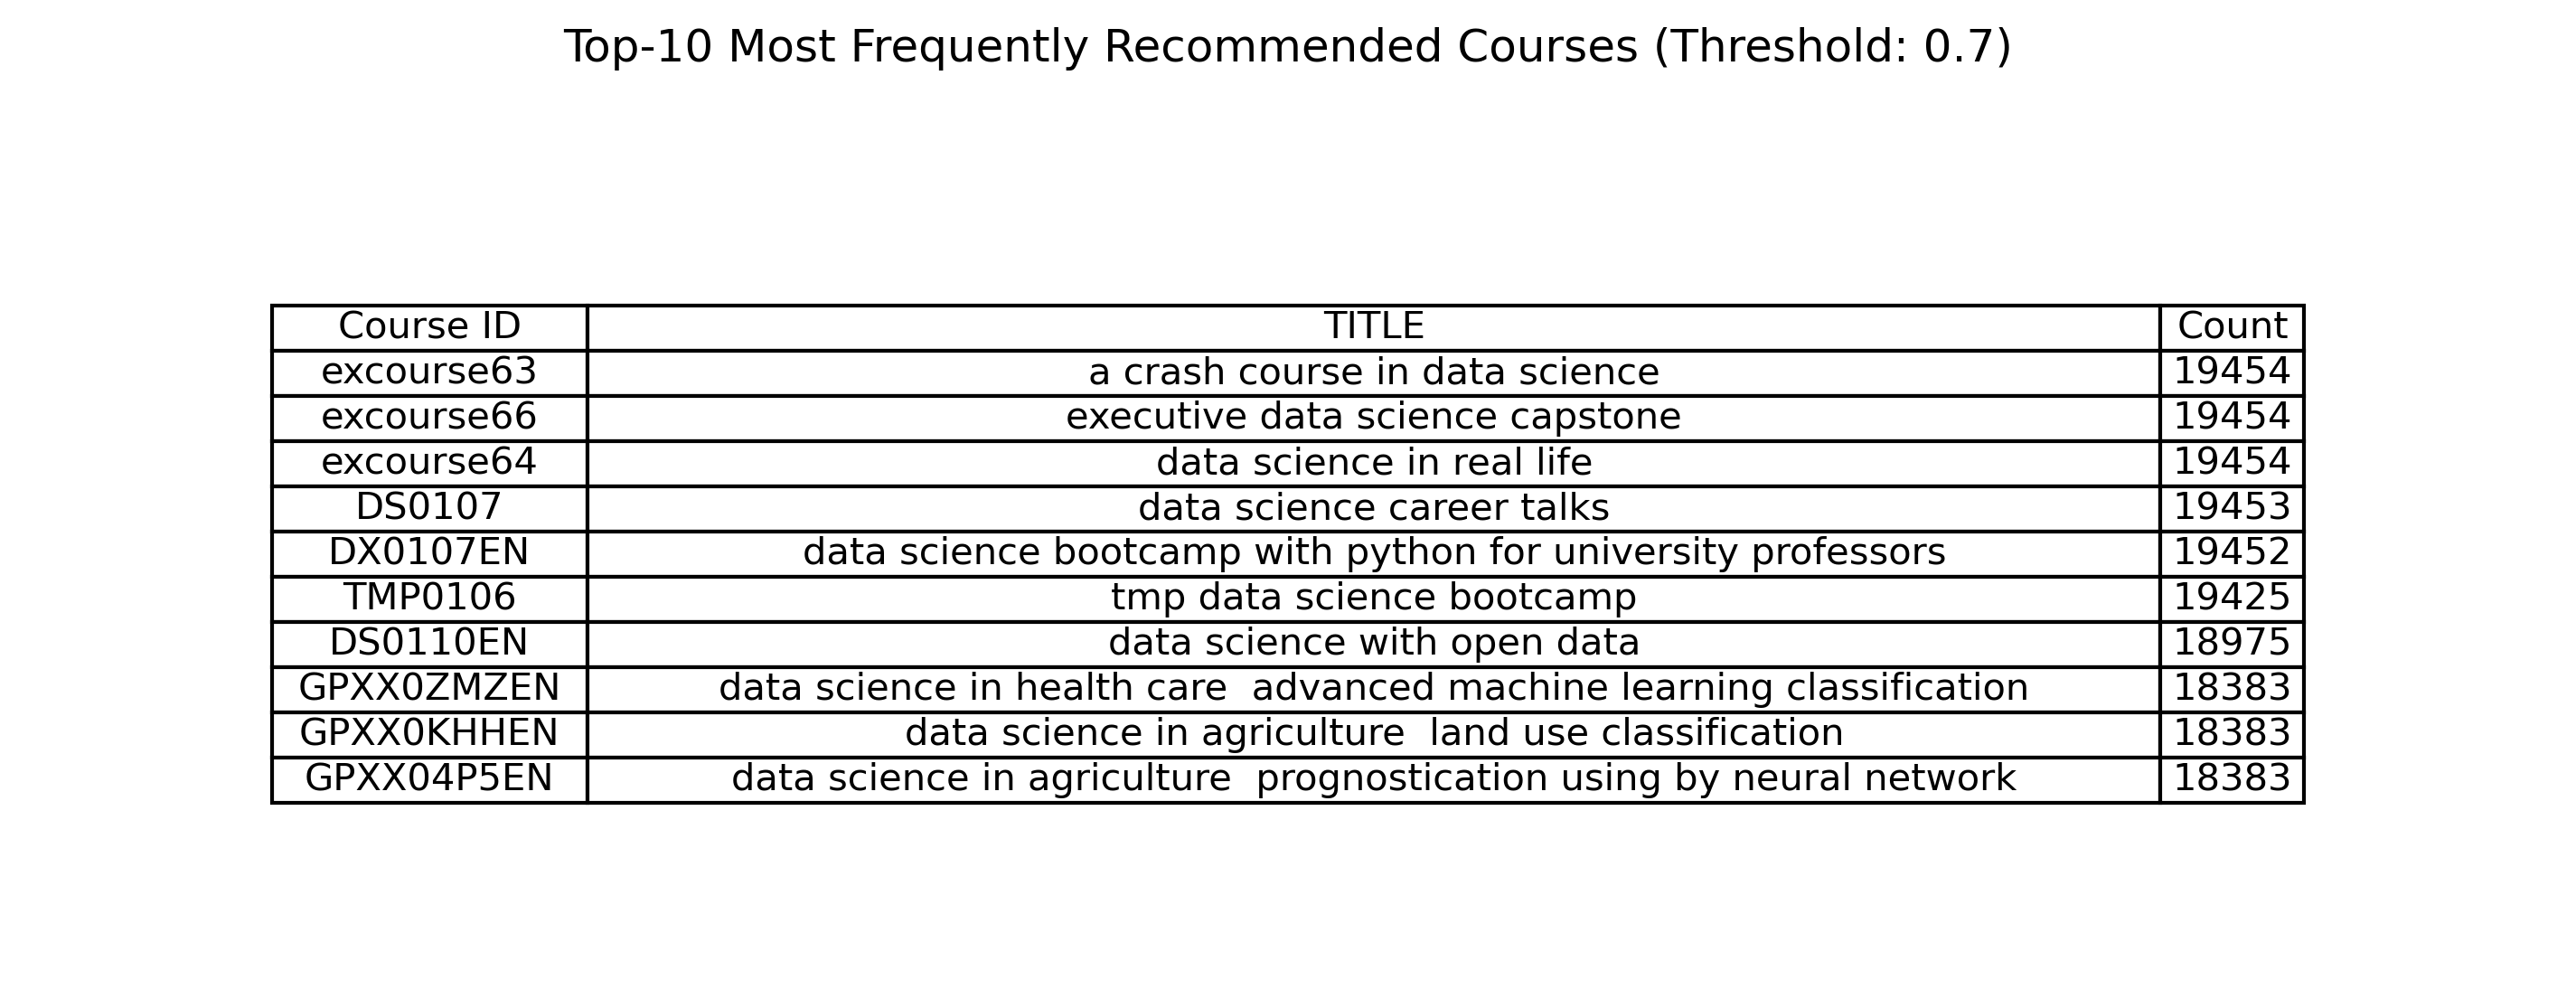 Top-10 Most Frequently Recommended Courses (Threshold: 0.7)
Course ID TITLE Count
excourse63 a crash course in data science 19454
excourse66 executive data science capstone 19454
excourse64 data science in real life 19454
DS0107 data science career talks 19453
DX0107EN data science bootcamp with python for university professors 19452
TMP0106 tmp data science bootcamp 19425
DS0110EN data science with open data 18975
GPXX0ZMZEN data science in health care  advanced machine learning classification 18383
GPXX0KHHEN data science in agriculture  land use classification 18383
GPXX04P5EN data science in agriculture  prognostication using by neural network 18383